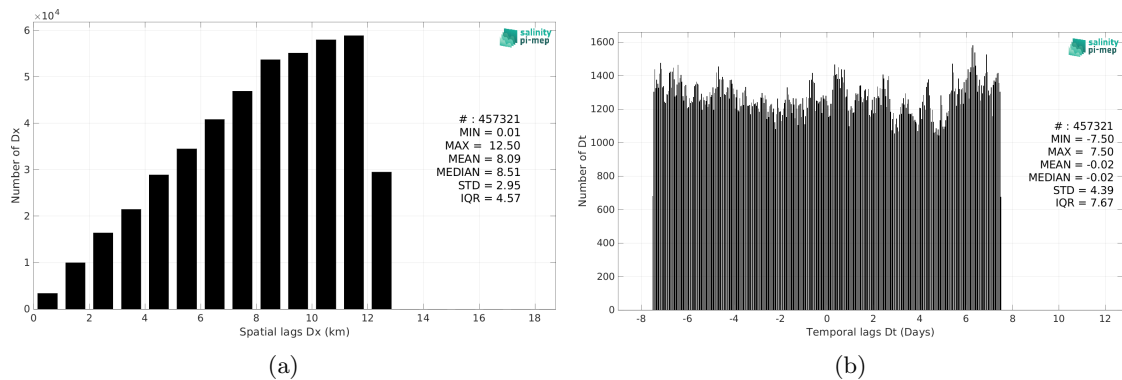 ×10⁴
6
5
4
3
2
1
0
Number of Dx
0 2 4 6 8 10 12 14 16 18
Spatial lags Dx (km)
salinity
pi-mep
# : 457321
MIN = 0.01
MAX = 12.50
MEAN = 8.09
MEDIAN = 8.51
STD = 2.95
IQR = 4.57
(a)
1600
1400
1200
1000
800
600
400
200
0
Number of Dt
-8 -6 -4 -2 0 2 4 6 8 10 12
Temporal lags Dt (Days)
salinity
pi-mep
# : 457321
MIN = -7.50
MAX = 7.50
MEAN = -0.02
MEDIAN = -0.02
STD = 4.39
IQR = 7.67
(b)